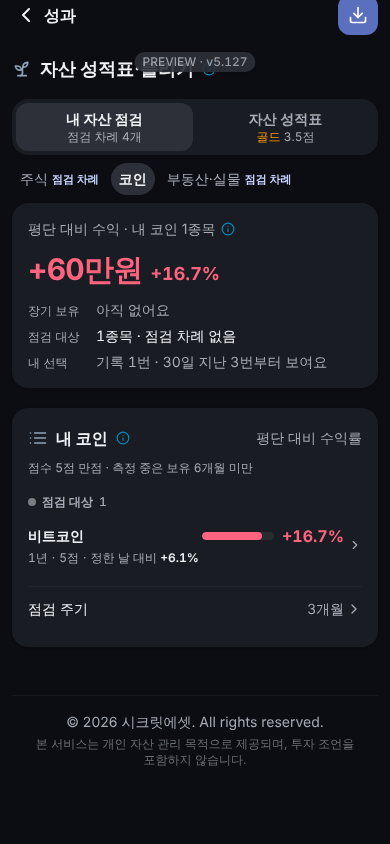 성과
PREVIEW · v5.127
자산 성적표·
내 자산 점검
점검 차례 4개
자산 성적표
골드 3.5점
주식 점검 차례
코인
부동산·실물 점검 차례
평단 대비 수익 · 내 코인 1종목
+60만원 +16.7%
장기 보유 아직 없어요
점검 대상 1종목 · 점검 차례 없음
내 선택 기록 1번 · 30일 지난 3번부터 보여요
내 코인
평단 대비 수익률
점수 5점 만점 · 측정 중은 보유 6개월 미만
점검 대상 1
비트코인 +16.7%
1년 · 5점 · 정한 날 대비 +6.1%
점검 주기 3개월
© 2026 시크릿에셋. All rights reserved.
본 서비스는 개인 자산 관리 목적으로 제공되며, 투자 조언을
포함하지 않습니다.